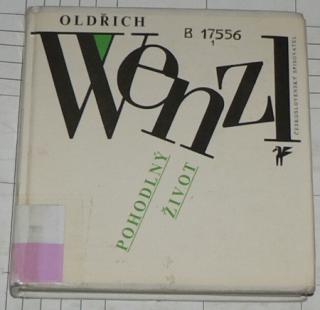 OLDŘICH
B 17556
1
Wenzl
ČESKOSLOVENSKÝ SPISOVATEL
POHODLNÝ
ŽIVOT